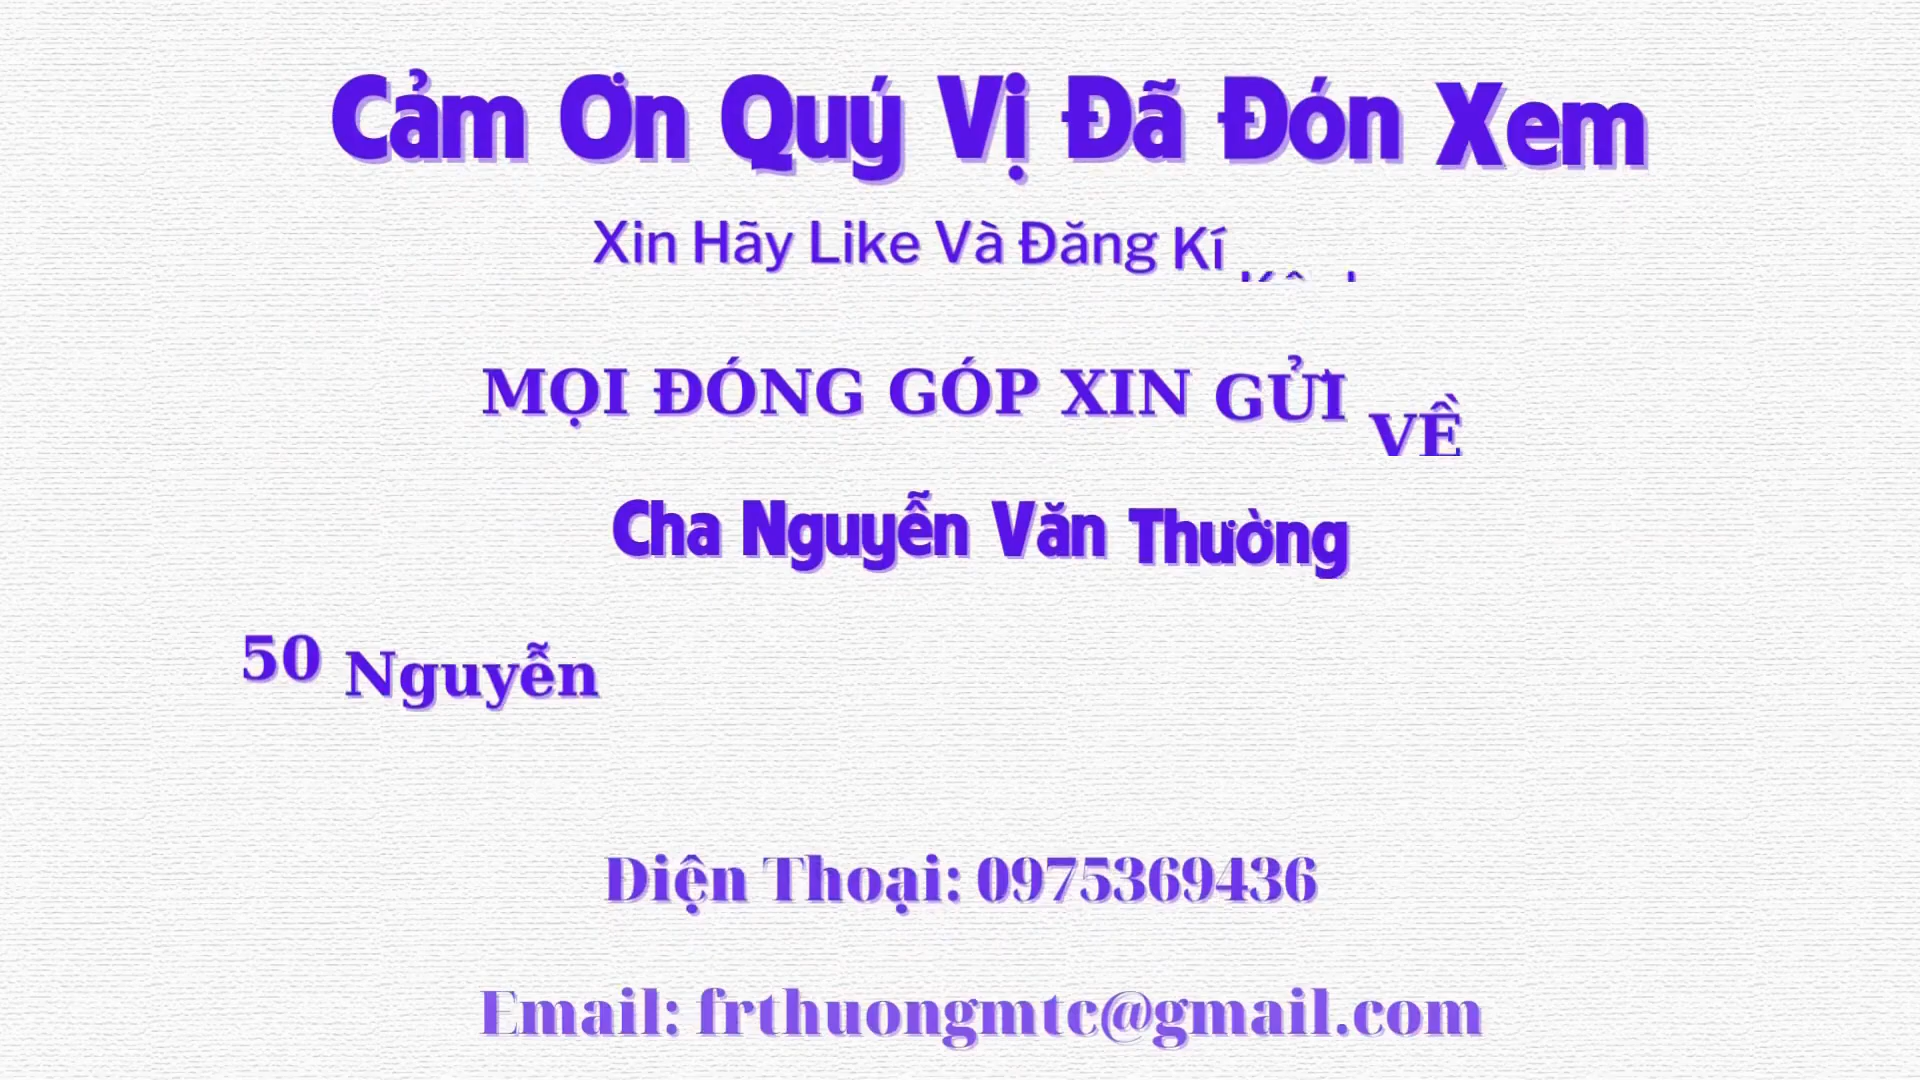 Cảm Ơn Quý Vị Đã Đón Xem
Xin Hãy Like Và Đăng Kí
MỌI ĐÓNG GÓP XIN GỬI VỀ
Cha Nguyễn Văn Thường
50 Nguyễn
Điện Thoại: 0975369436
Email: frthuongmtc@gmail.com